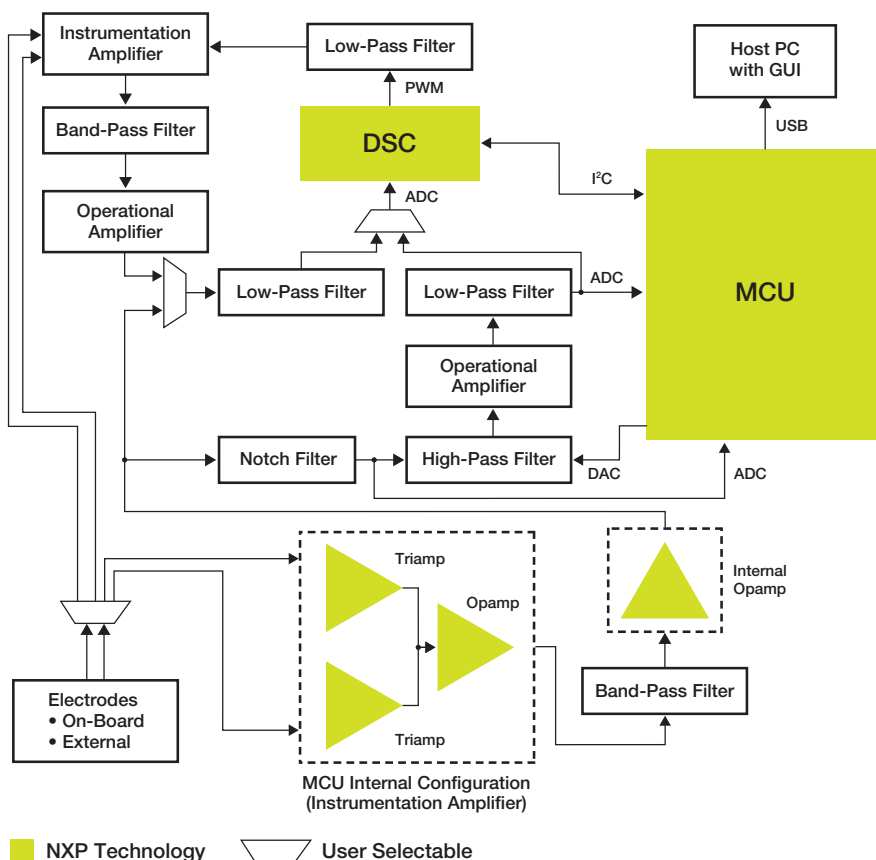 Instrumentation
Amplifier
Low-Pass Filter
Host PC
with GUI
PWM
USB
Band-Pass Filter
DSC
MCU
I²C
ADC
Operational
Amplifier
Low-Pass Filter
Low-Pass Filter
ADC
Operational
Amplifier
Notch Filter
High-Pass Filter
DAC
ADC
Triamp
Opamp
Triamp
Internal
Opamp
Band-Pass Filter
Electrodes
• On-Board
• External
MCU Internal Configuration
(Instrumentation Amplifier)
NXP Technology
User Selectable